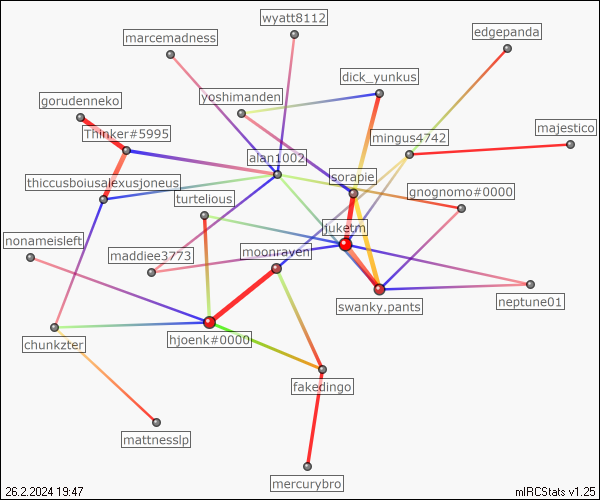 wyatt8112
marcemadness
edgepanda
dick_yunkus
gorudenneko
yoshimanden
Thinker#5995
mingus4742
majestico
alan1002
sorapie
thiccusboiusalexusjoneus
turtelious
gnognomo#0000
nonameisleft
maddiee3773
moonraven
juketm
swanky.pants
neptune01
chunkzter
hjoenk#0000
fakedingo
mattnesslp
mercurybro
26.2.2024 19:47
mIRCStats v1.25